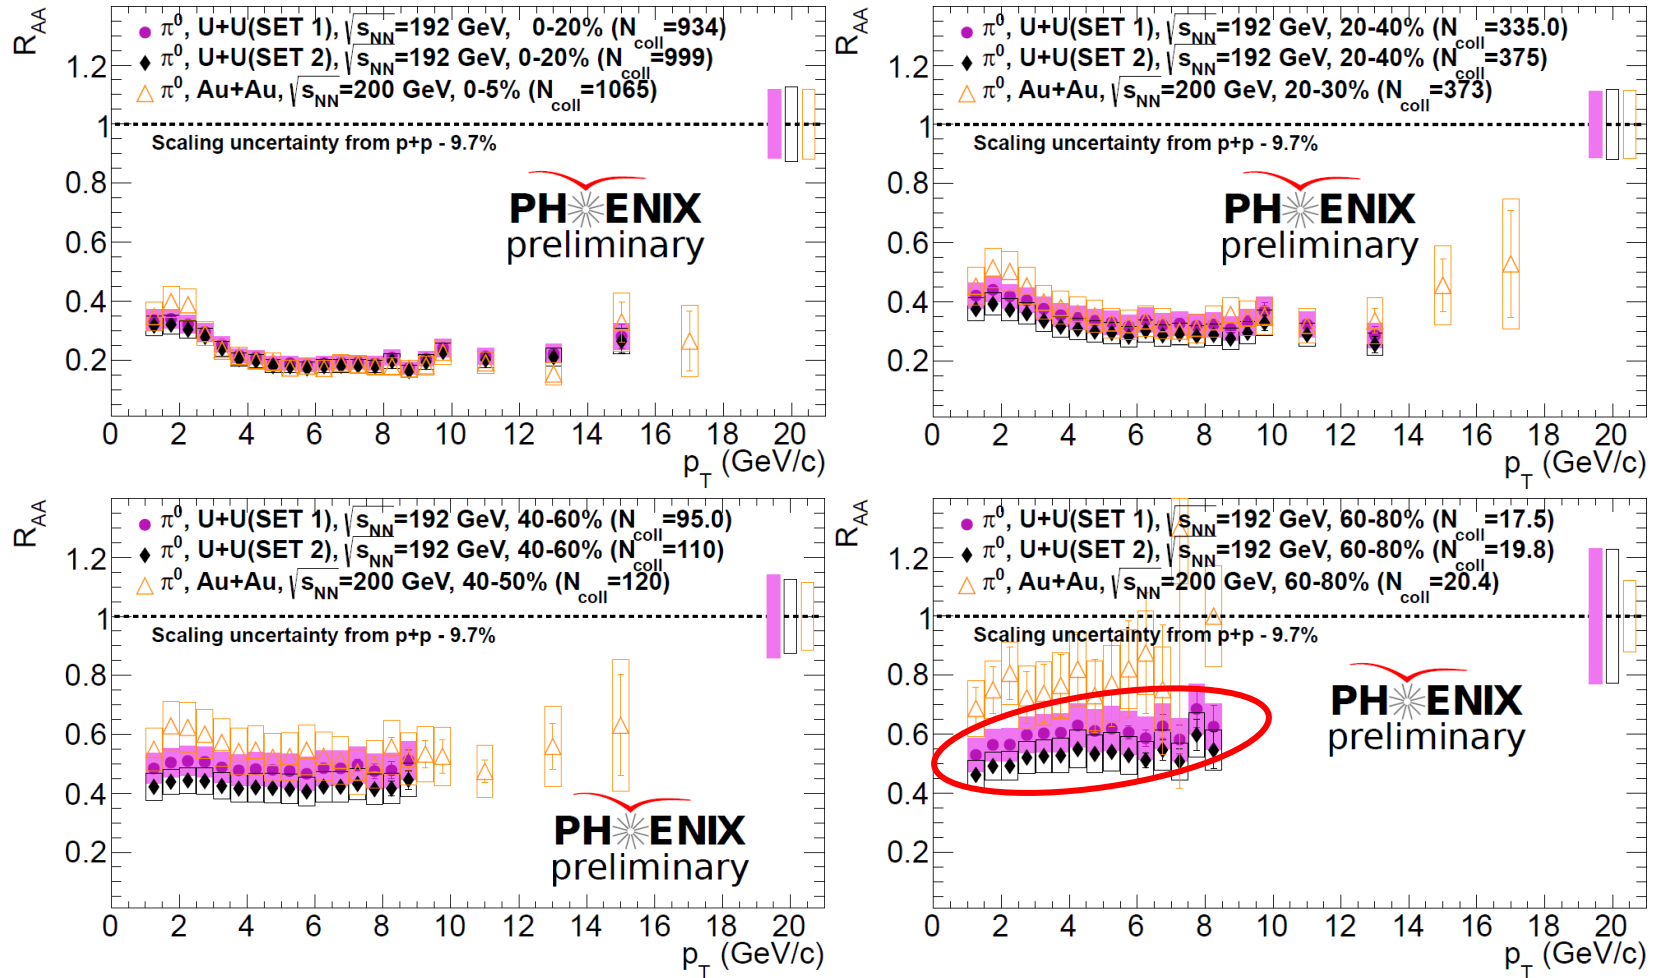 R_AA
π⁰, U+U(SET 1), √s_NN=192 GeV, 0-20% (N_coll=934)
π⁰, U+U(SET 2), √s_NN=192 GeV, 0-20% (N_coll=999)
π⁰, Au+Au, √s_NN=200 GeV, 0-5% (N_coll=1065)
Scaling uncertainty from p+p - 9.7%
PHENIX
preliminary
1.2
1
0.8
0.6
0.4
0.2
0 2 4 6 8 10 12 14 16 18 20
p_T (GeV/c)
R_AA
π⁰, U+U(SET 1), √s_NN=192 GeV, 20-40% (N_coll=335.0)
π⁰, U+U(SET 2), √s_NN=192 GeV, 20-40% (N_coll=375)
π⁰, Au+Au, √s_NN=200 GeV, 20-30% (N_coll=373)
Scaling uncertainty from p+p - 9.7%
PHENIX
preliminary
1.2
1
0.8
0.6
0.4
0.2
0 2 4 6 8 10 12 14 16 18 20
p_T (GeV/c)
R_AA
π⁰, U+U(SET 1), √s_NN=192 GeV, 40-60% (N_coll=95.0)
π⁰, U+U(SET 2), √s_NN=192 GeV, 40-60% (N_coll=110)
π⁰, Au+Au, √s_NN=200 GeV, 40-50% (N_coll=120)
Scaling uncertainty from p+p - 9.7%
PHENIX
preliminary
1.2
1
0.8
0.6
0.4
0.2
0 2 4 6 8 10 12 14 16 18 20
p_T (GeV/c)
R_AA
π⁰, U+U(SET 1), √s_NN=192 GeV, 60-80% (N_coll=17.5)
π⁰, U+U(SET 2), √s_NN=192 GeV, 60-80% (N_coll=19.8)
π⁰, Au+Au, √s_NN=200 GeV, 60-80% (N_coll=20.4)
Scaling uncertainty from p+p - 9.7%
PHENIX
preliminary
1.2
1
0.8
0.6
0.4
0.2
0 2 4 6 8 10 12 14 16 18 20
p_T (GeV/c)